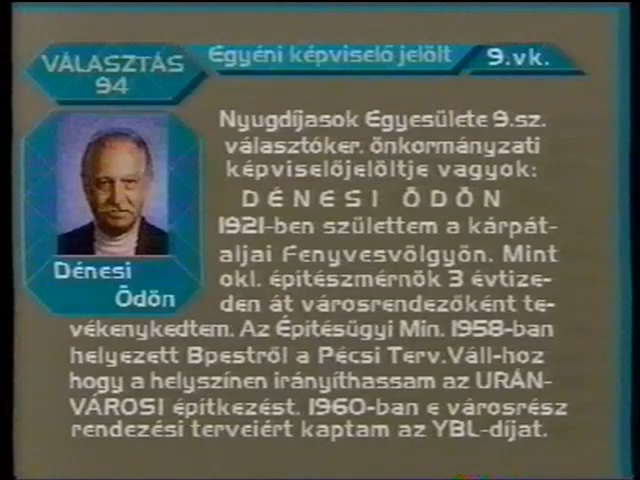 VÁLASZTÁS
94
Egyéni képviselő jelölt
9.vk.
Nyugdíjasok Egyesülete 9.sz.
választóker. önkormányzati
képviselőjelöltje vagyok:
DÉNESI ÖDÖN
1921-ben születtem a kárpát-
aljai Fenyvesvölgyön. Mint
okl. építészmérnök 3 évtize-
den át városrendezőként te-
vékenykedtem. Az Építésügyi Min. 1958-ban
helyezett Bpestről a Pécsi Terv.Váll-hoz
hogy a helyszínen irányíthassam az URÁN-
VÁROSI építkezést. 1960-ban e városrész
rendezési terveiért kaptam az YBL-díjat.
Dénesi
Ödön